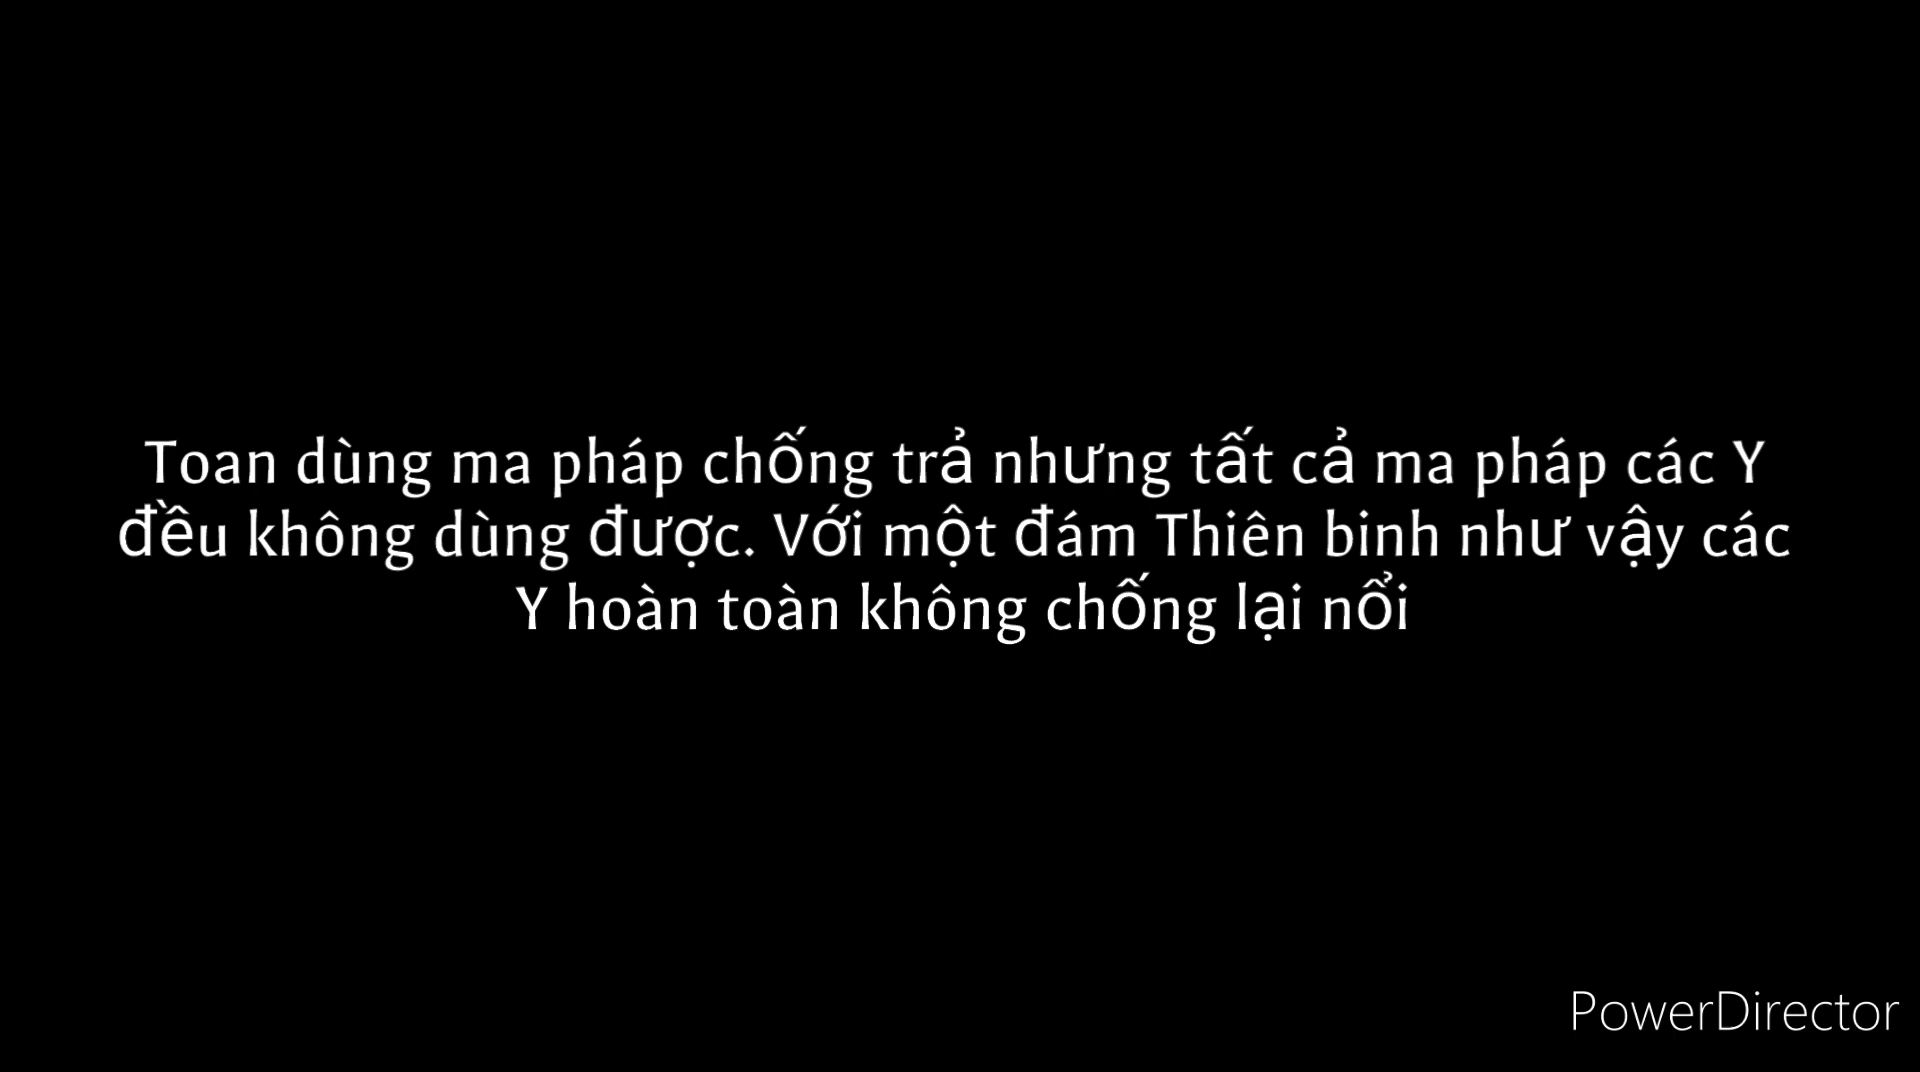 Toan dùng ma pháp chống trả nhưng tất cả ma pháp các Y
đều không dùng được. Với một đám Thiên binh như vậy các
Y hoàn toàn không chống lại nổi
PowerDirector